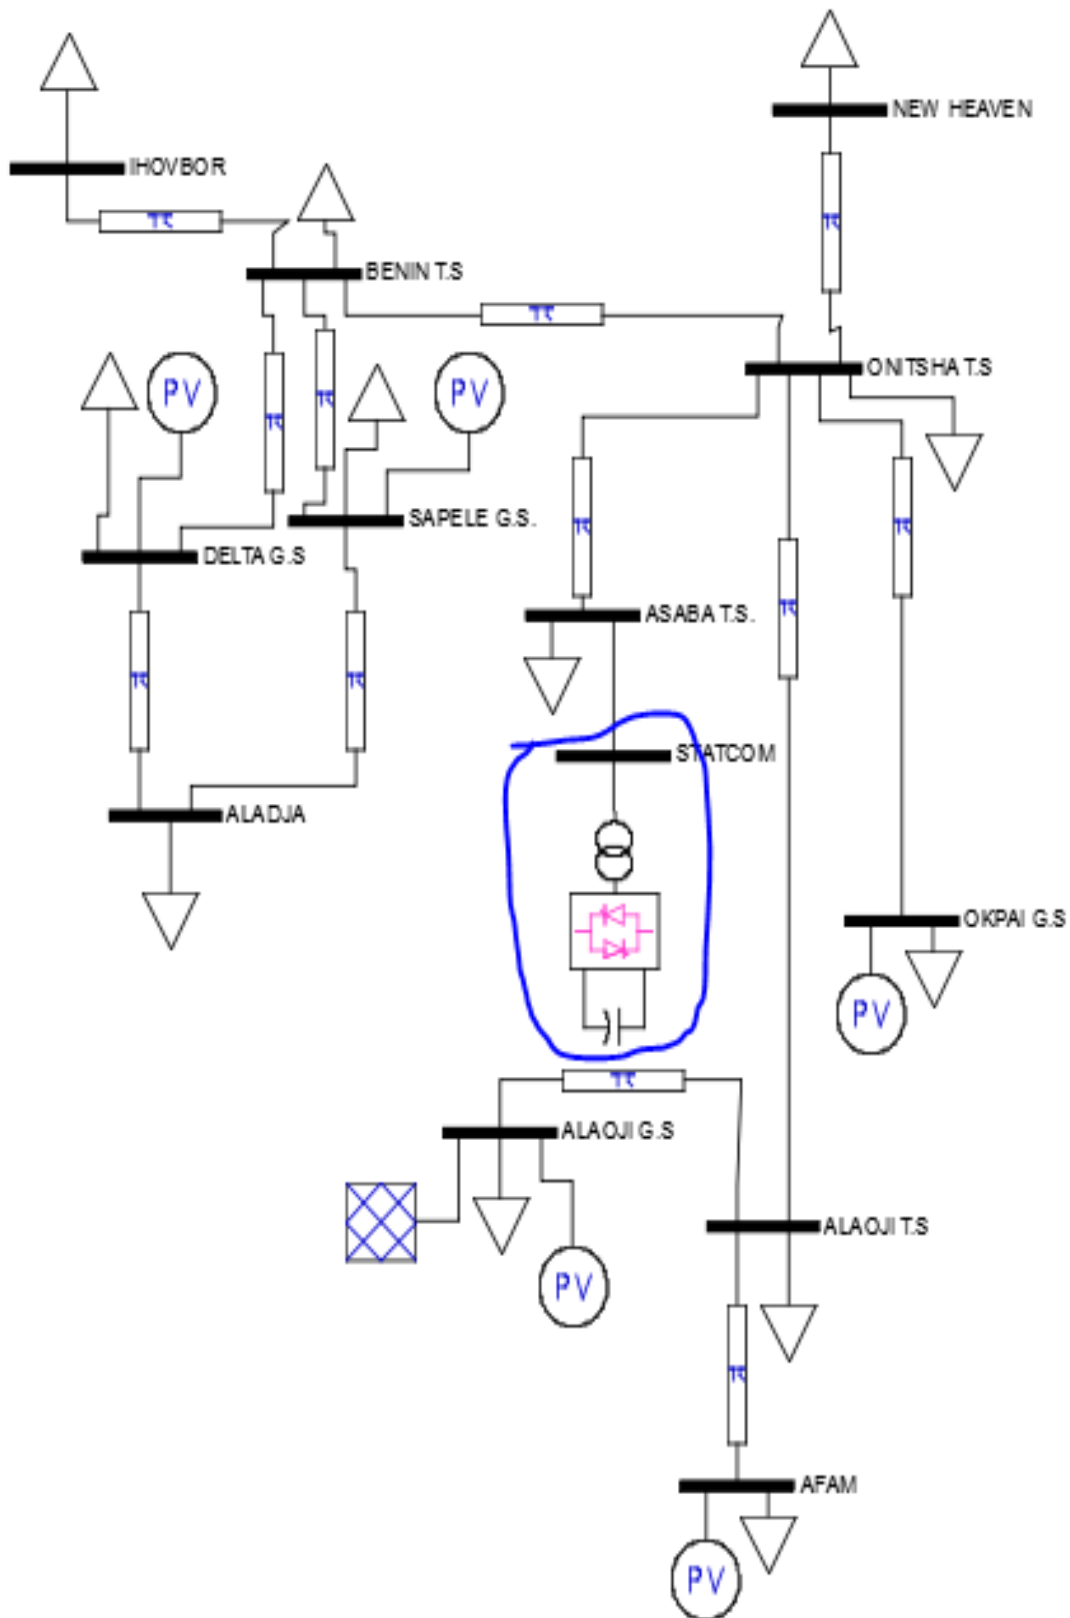 NEW HEAVEN
IHOVBOR
π
π
BENIN T.S
π
π
π
ONITSHA T.S
PV
PV
π
π
SAPELE G.S.
DELTA G.S
π
ASABA T.S.
π
π
STATCOM
ALADJA
OKPAI G.S
PV
π
ALAOJI G.S
ALAOJI T.S
PV
π
AFAM
PV